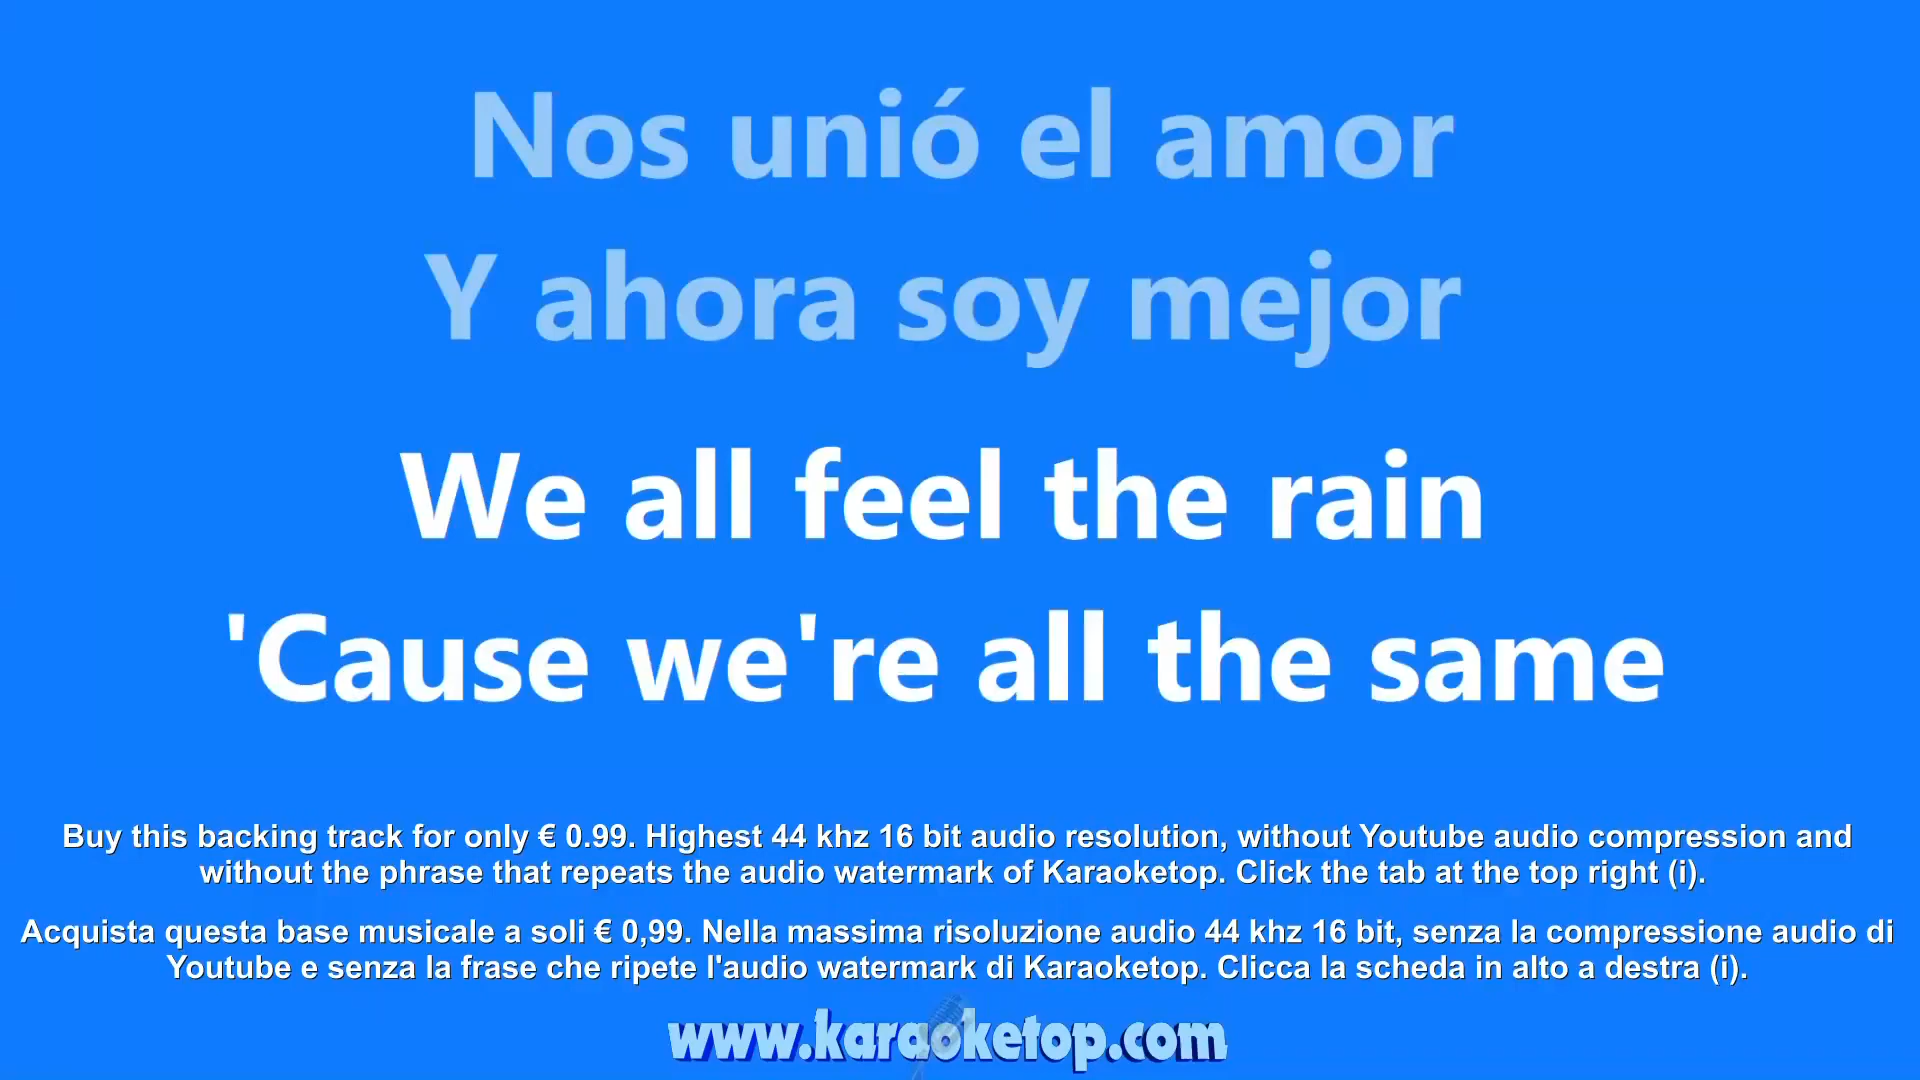 Nos unió el amor
Y ahora soy mejor
We all feel the rain
'Cause we're all the same
Buy this backing track for only € 0.99. Highest 44 khz 16 bit audio resolution, without Youtube audio compression and
without the phrase that repeats the audio watermark of Karaoketop. Click the tab at the top right (i).
Acquista questa base musicale a soli € 0,99. Nella massima risoluzione audio 44 khz 16 bit, senza la compressione audio di
Youtube e senza la frase che ripete l'audio watermark di Karaoketop. Clicca la scheda in alto a destra (i).
www.karaoketop.com